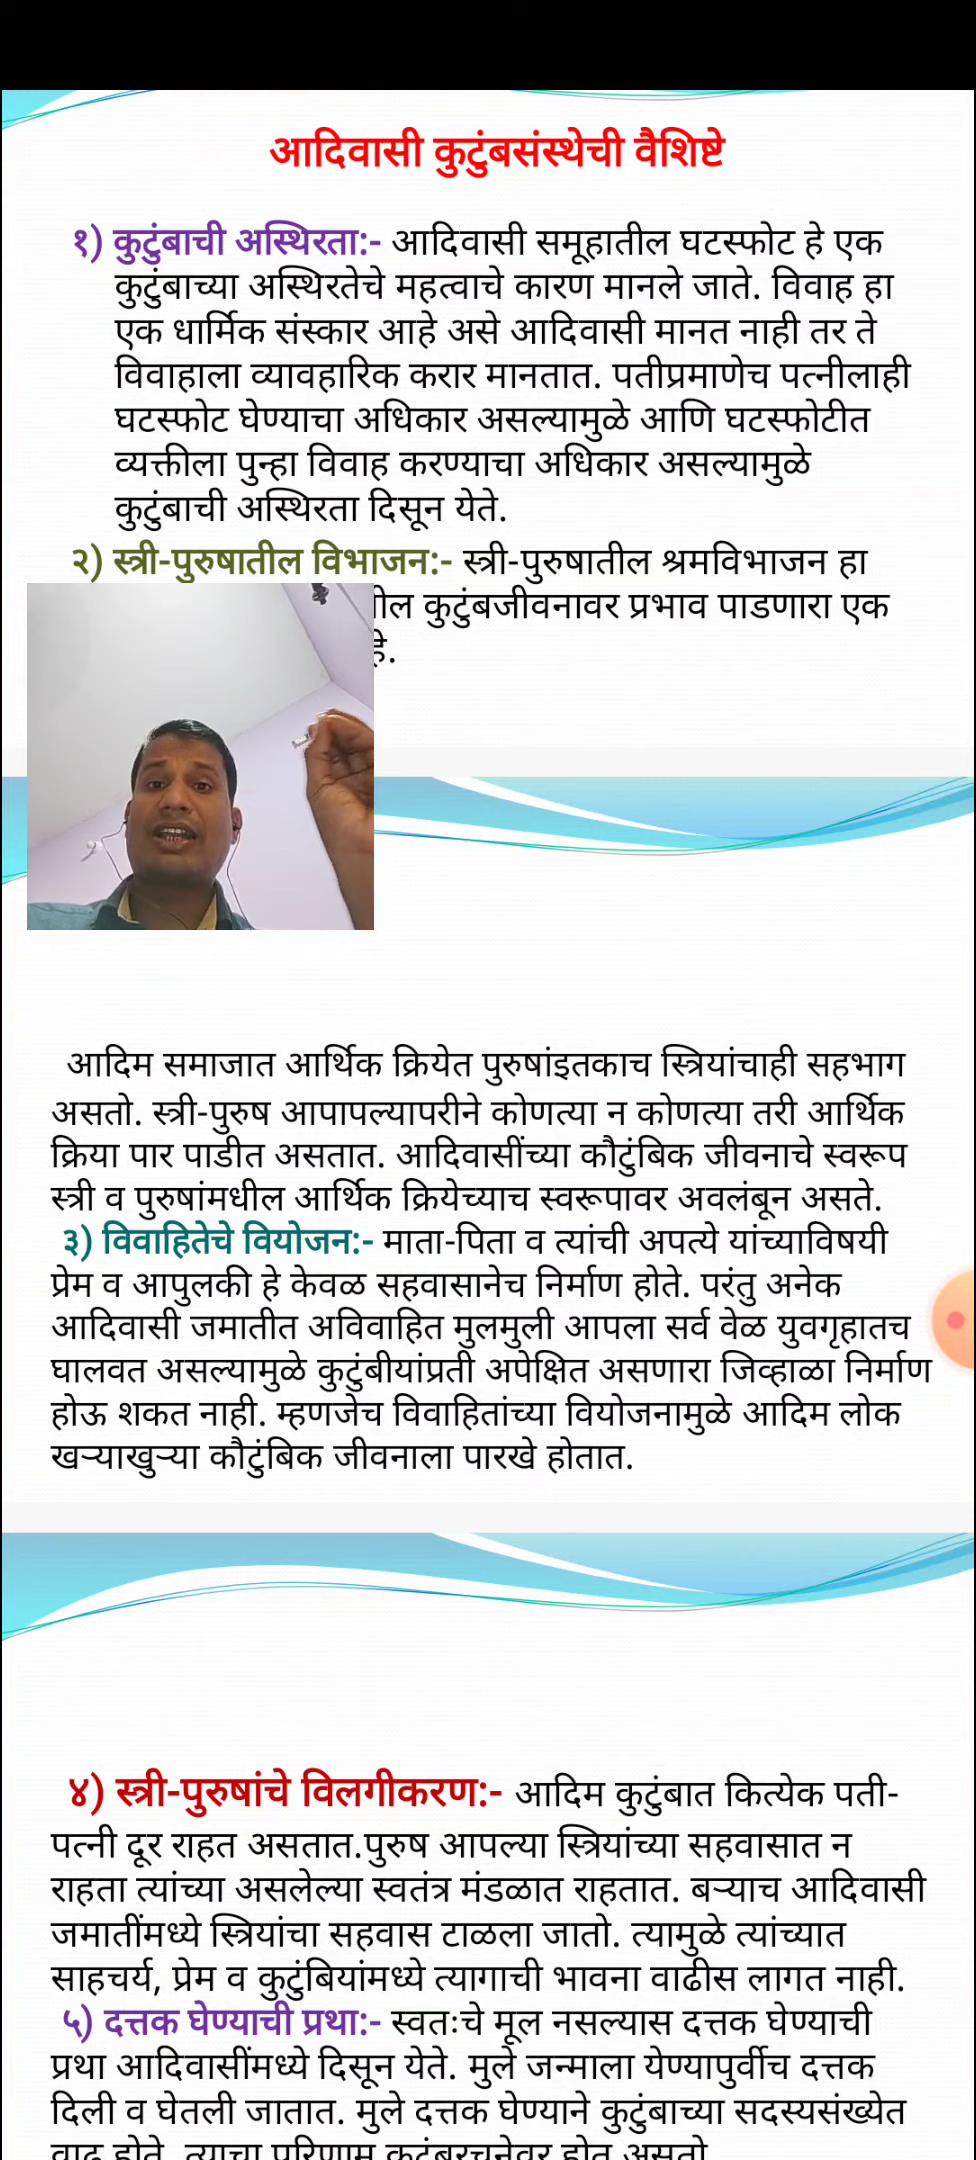 आदिवासी कुटुंबसंस्थेची वैशिष्टे
१) कुटुंबाची अस्थिरता:- आदिवासी समूहातील घटस्फोट हे एक
कुटुंबाच्या अस्थिरतेचे महत्वाचे कारण मानले जाते. विवाह हा
एक धार्मिक संस्कार आहे असे आदिवासी मानत नाही तर ते
विवाहाला व्यावहारिक करार मानतात. पतीप्रमाणेच पत्नीलाही
घटस्फोट घेण्याचा अधिकार असल्यामुळे आणि घटस्फोटीत
व्यक्तीला पुन्हा विवाह करण्याचा अधिकार असल्यामुळे
कुटुंबाची अस्थिरता दिसून येते.
२) स्त्री-पुरुषातील विभाजन:- स्त्री-पुरुषातील श्रमविभाजन हा
कुटुंबजीवनावर प्रभाव पाडणारा एक
आदिम समाजात आर्थिक क्रियेत पुरुषांइतकाच स्त्रियांचाही सहभाग
असतो. स्त्री-पुरुष आपापल्यापरीने कोणत्या न कोणत्या तरी आर्थिक
क्रिया पार पाडीत असतात. आदिवासींच्या कौटुंबिक जीवनाचे स्वरूप
स्त्री व पुरुषांमधील आर्थिक क्रियेच्याच स्वरूपावर अवलंबून असते.
३) विवाहितेचे वियोजन:- माता-पिता व त्यांची अपत्ये यांच्याविषयी
प्रेम व आपुलकी हे केवळ सहवासानेच निर्माण होते. परंतु अनेक
आदिवासी जमातीत अविवाहित मुलमुली आपला सर्व वेळ युवगृहातच
घालवत असल्यामुळे कुटुंबीयांप्रती अपेक्षित असणारा जिव्हाळा निर्माण
होऊ शकत नाही. म्हणजेच विवाहितांच्या वियोजनामुळे आदिम लोक
खऱ्याखुऱ्या कौटुंबिक जीवनाला पारखे होतात.
४) स्त्री-पुरुषांचे विलगीकरण:- आदिम कुटुंबात कित्येक पती-
पत्नी दूर राहत असतात.पुरुष आपल्या स्त्रियांच्या सहवासात न
राहता त्यांच्या असलेल्या स्वतंत्र मंडळात राहतात. बऱ्याच आदिवासी
जमातींमध्ये स्त्रियांचा सहवास टाळला जातो. त्यामुळे त्यांच्यात
साहचर्य, प्रेम व कुटुंबियांमध्ये त्यागाची भावना वाढीस लागत नाही.
५) दत्तक घेण्याची प्रथा:- स्वतःचे मूल नसल्यास दत्तक घेण्याची
प्रथा आदिवासींमध्ये दिसून येते. मुले जन्माला येण्यापुर्वीच दत्तक
दिली व घेतली जातात. मुले दत्तक घेण्याने कुटुंबाच्या सदस्यसंख्येत
वाढ होते. त्याचा परिणाम कुटुंबरचनेवर होत असतो.